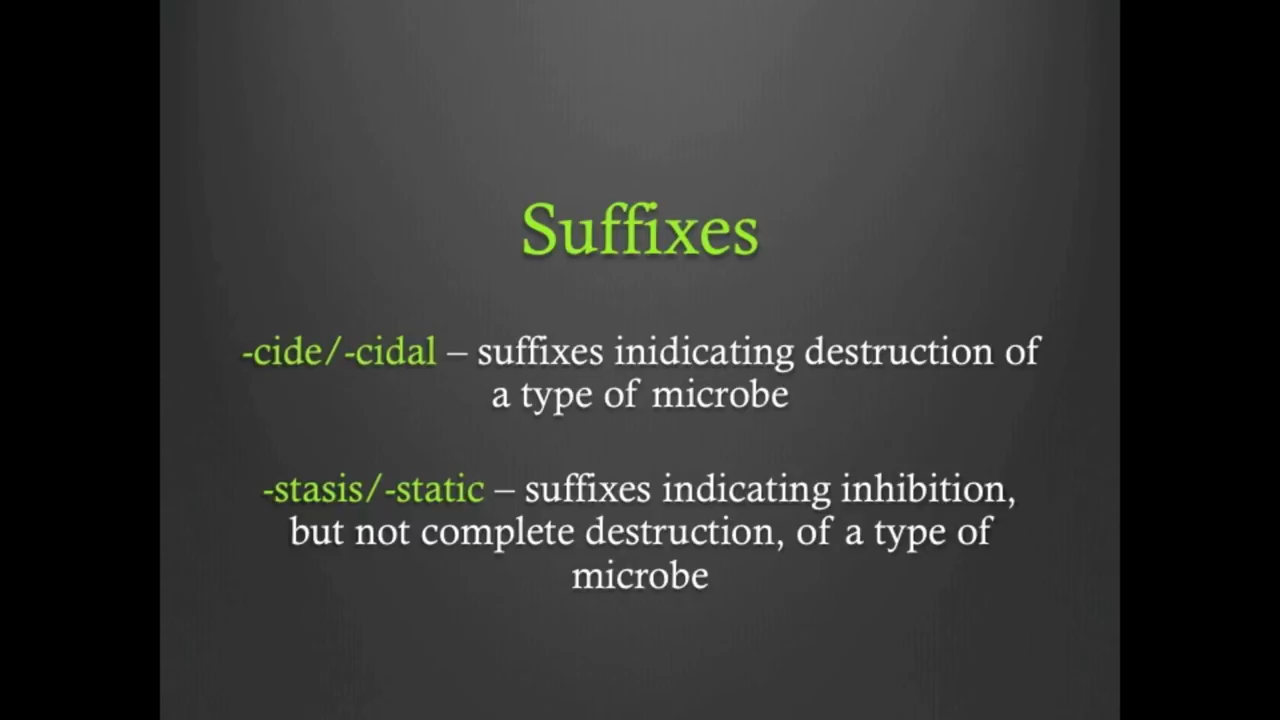 Suffixes
-cide/-cidal – suffixes inidicating destruction of
a type of microbe
-stasis/-static – suffixes indicating inhibition,
but not complete destruction, of a type of
microbe